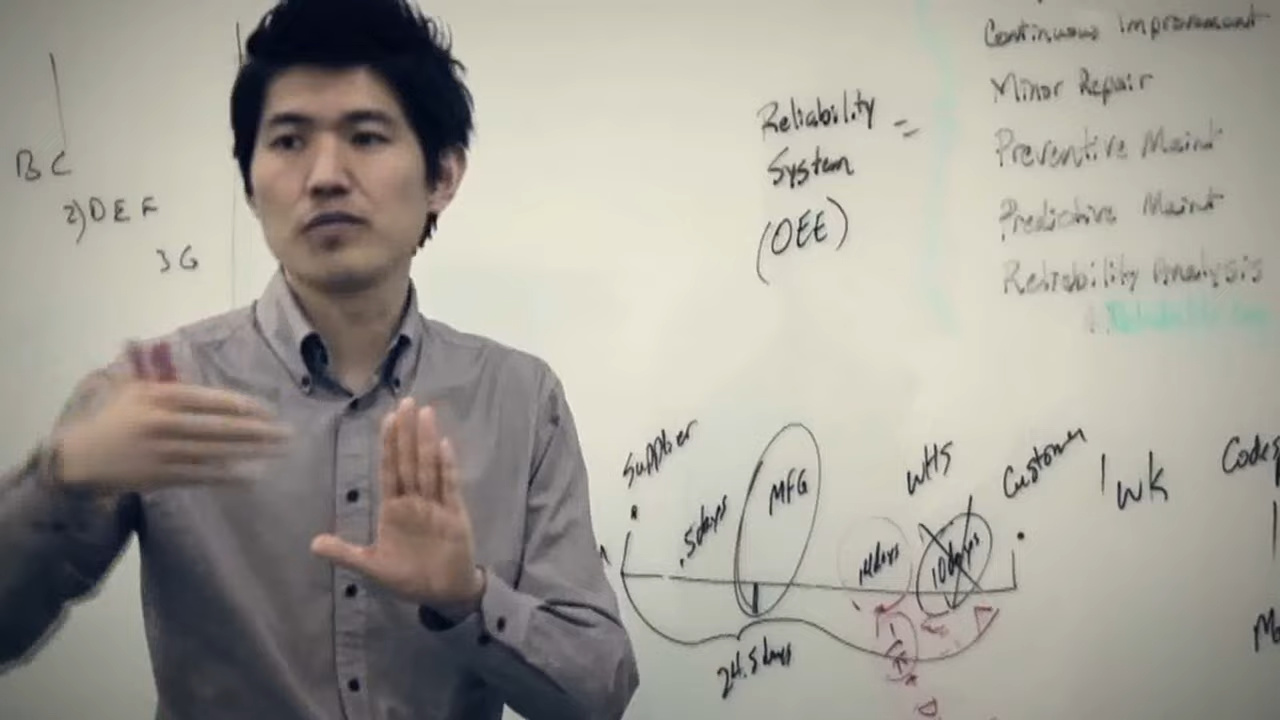 B C
2) D E F
3 G
Reliability =
System
(OEE)
Continuous Improvement
Minor Repair
Preventive Maint
Predictive Maint
Reliability Analysis
Supplier
.5 days
MFG
14 days
WHS
10 days
Customer
1 WK
24.5 days